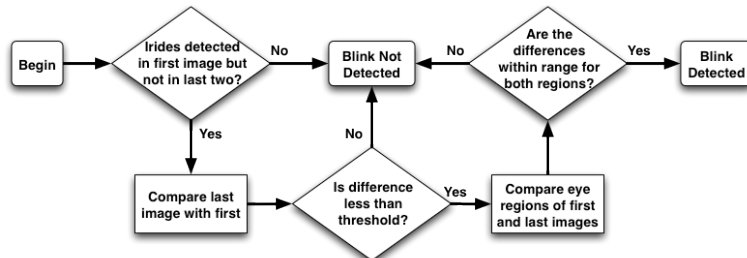 Begin
Irides detected
in first image but
not in last two?
No
Blink Not
Detected
No
Are the
differences
within range for
both regions?
Yes
Blink
Detected
Yes
No
Compare last
image with first
Is difference
less than
threshold?
Yes
Compare eye
regions of first
and last images